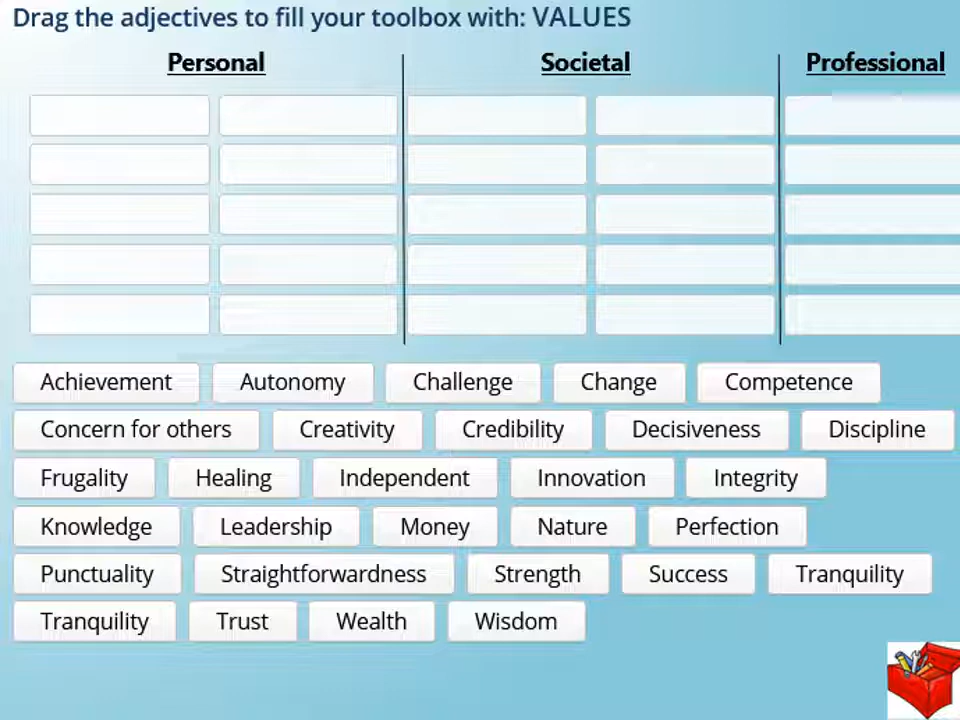 Drag the adjectives to fill your toolbox with: VALUES
Personal Societal Professional
Achievement Autonomy Challenge Change Competence
Concern for others Creativity Credibility Decisiveness Discipline
Frugality Healing Independent Innovation Integrity
Knowledge Leadership Money Nature Perfection
Punctuality Straightforwardness Strength Success Tranquility
Tranquility Trust Wealth Wisdom